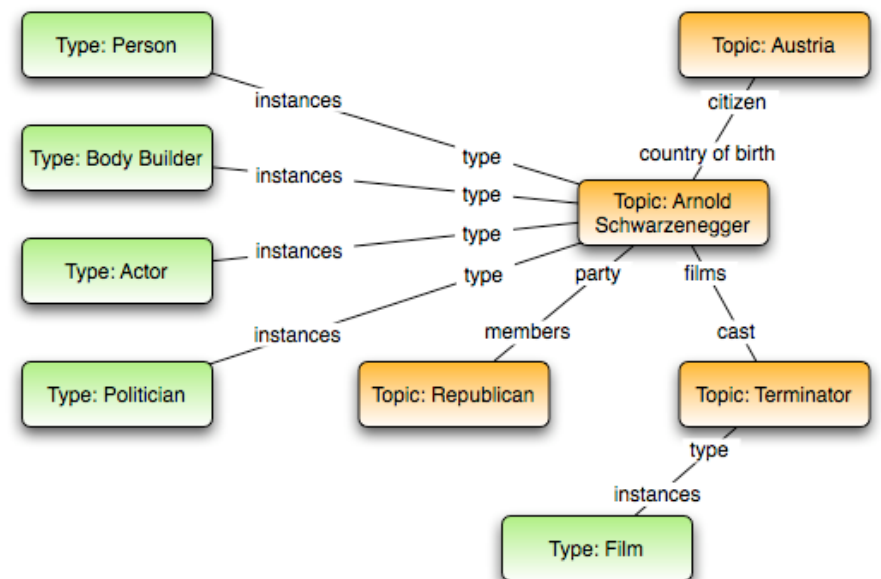 Type: Person
Topic: Austria
instances
citizen
type
country of birth
Type: Body Builder
instances
type
Topic: Arnold
Schwarzenegger
type
instances
Type: Actor
type
party
films
instances
members
cast
Type: Politician
Topic: Republican
Topic: Terminator
type
instances
Type: Film